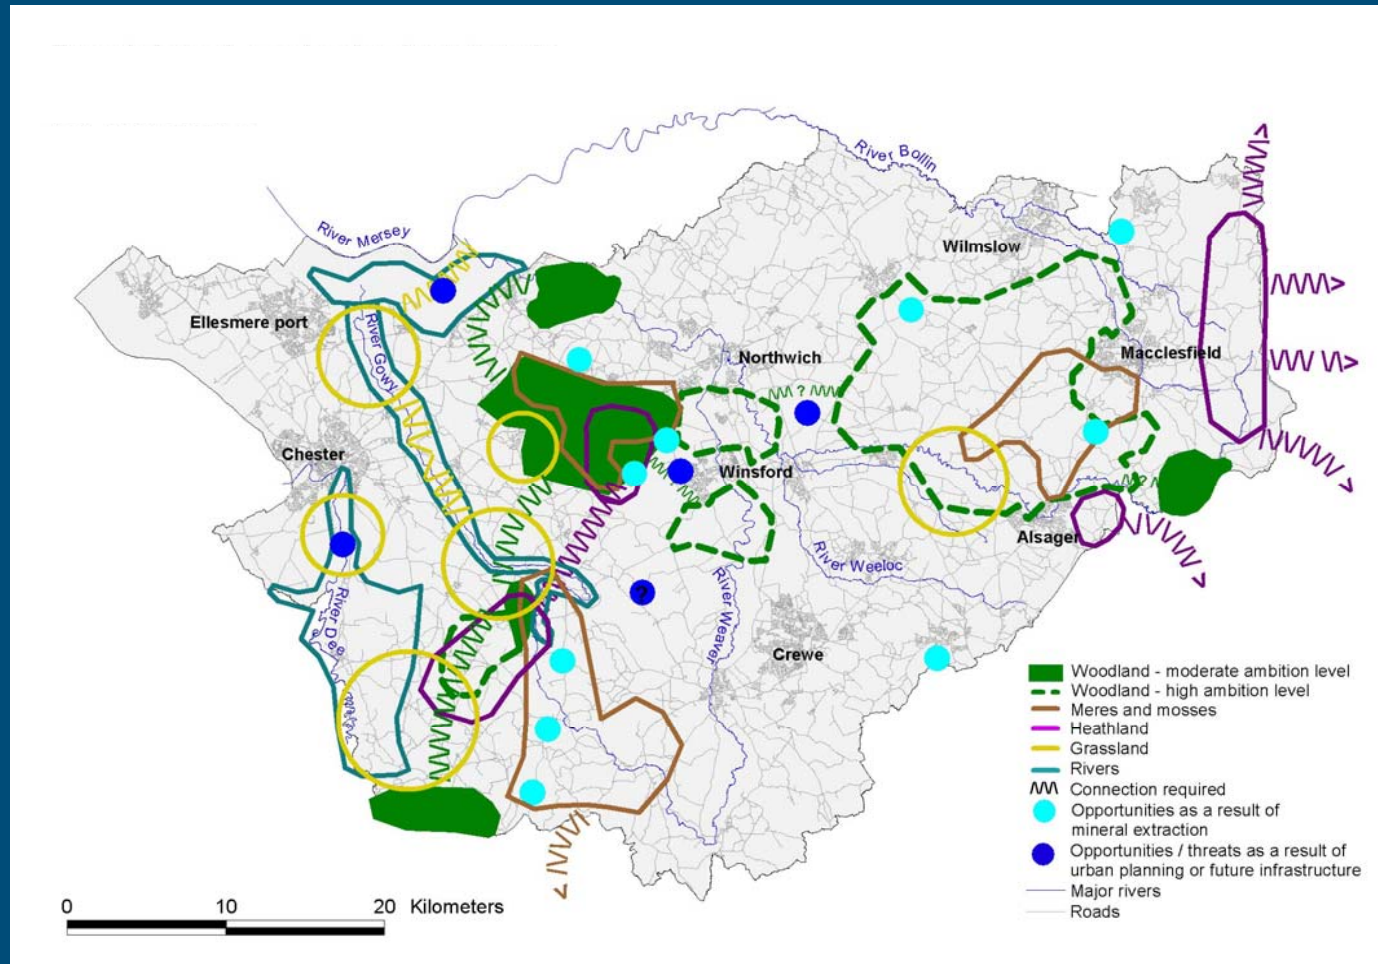 River Bollin
River Mersey
Wilmslow
Ellesmere port
River Gowy
Northwich
Macclesfield
?
Chester
Winsford
?
Alsager
River Weeloc
River Dee
River Weaver
?
Crewe
Woodland - moderate ambition level
Woodland - high ambition level
Meres and mosses
Heathland
Grassland
Rivers
Connection required
Opportunities as a result of
mineral extraction
Opportunities / threats as a result of
urban planning or future infrastructure
Major rivers
Roads
0 10 20 Kilometers